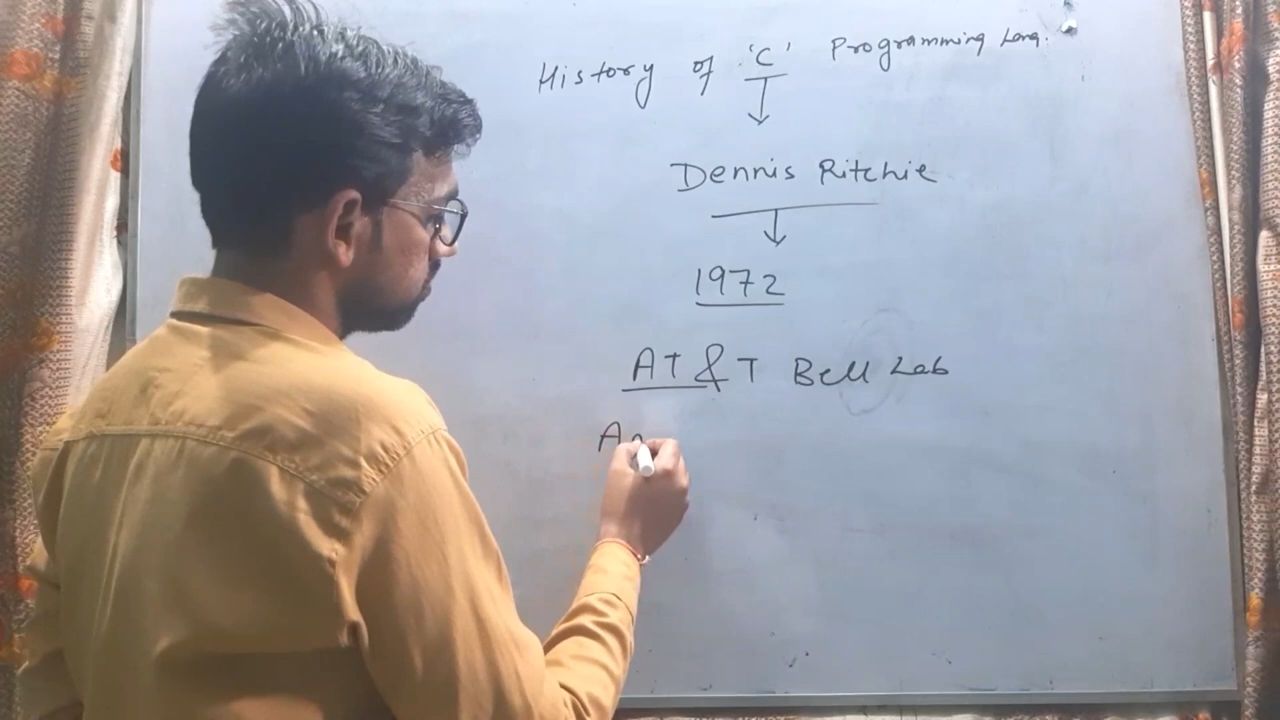 History of 'C' Programming Lang.
Dennis Ritchie
1972
AT & T Bell Lab